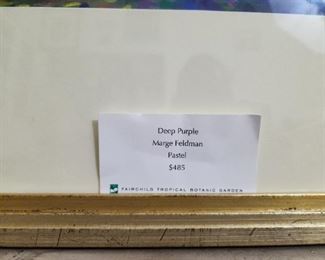 Deep Purple
Marge Feldman
Pastel
$485
FAIRCHILD TROPICAL BOTANIC GARDEN